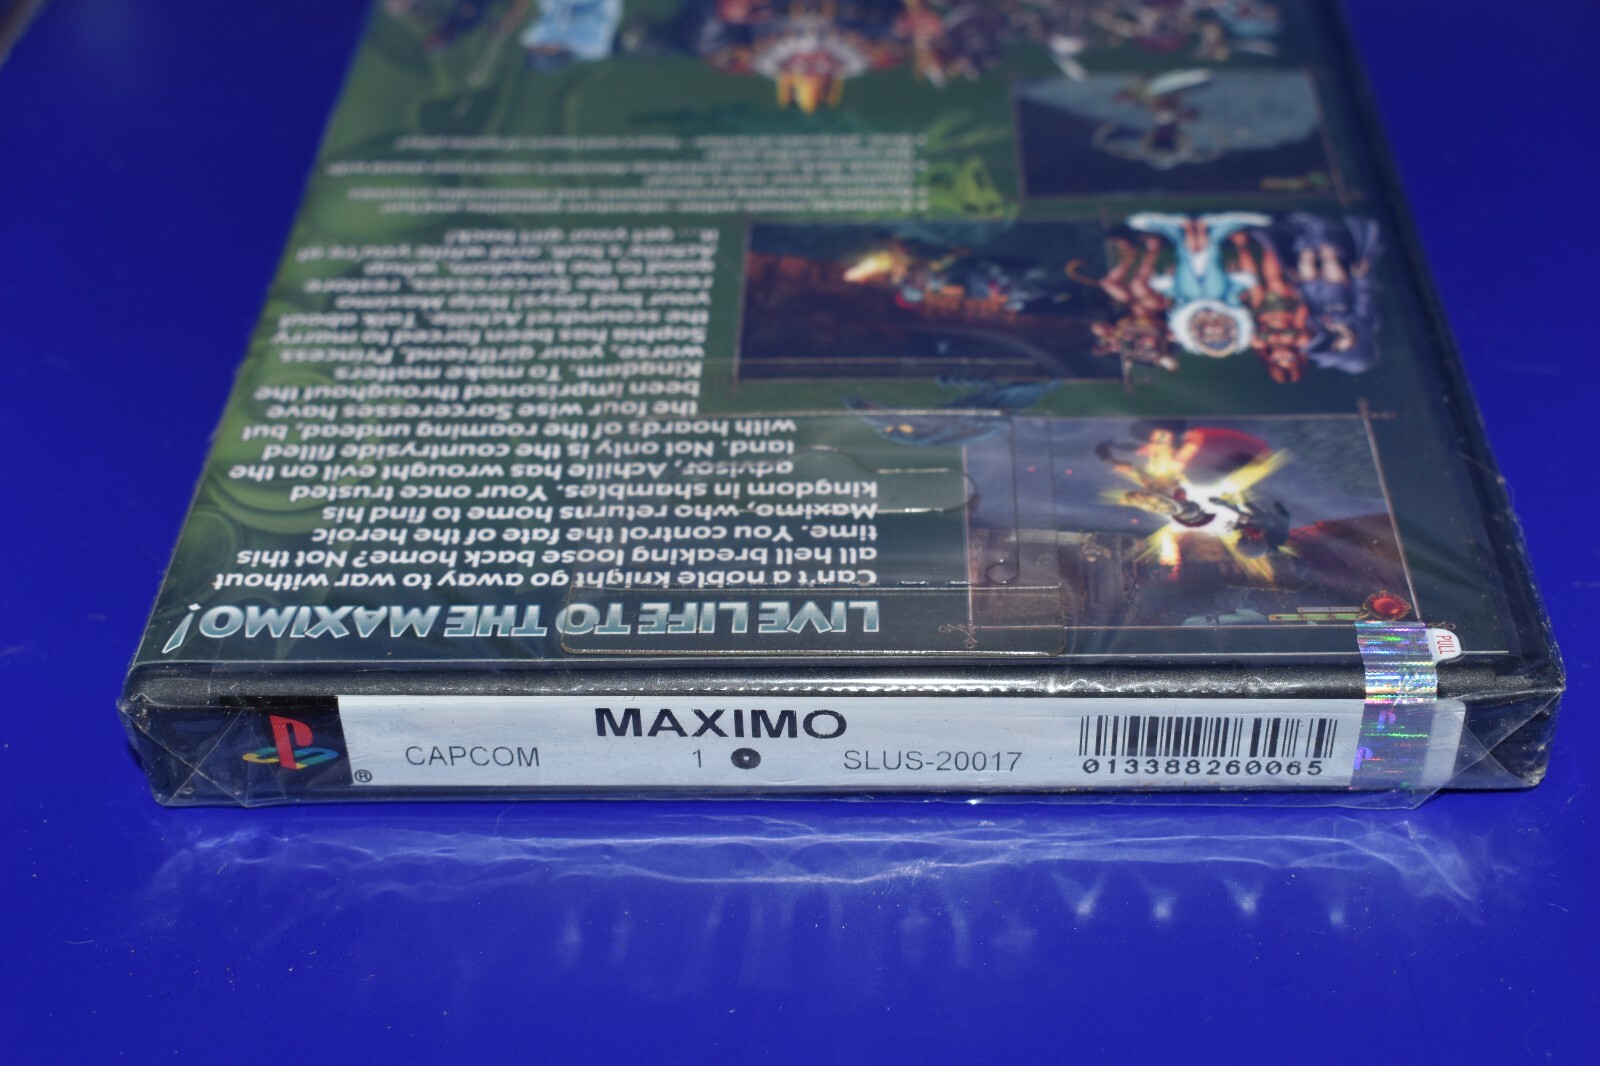 MAXIMO
CAPCOM 1 SLUS-20017
®
013388260065
PULL
LIVE LIFE TO THE MAXIMO!
Can't a noble knight go away to war without
all hell breaking loose back home? Not this
time. You control the fate of the heroic
Maximo, who returns home to find his
kingdom in shambles. Your once trusted
advisor, Achille has wrought evil on the
land. Not only is the countryside filled
with hoards of the roaming undead, but
the four wise Sorceresses have
been imprisoned throughout the
Kingdom. To make matters
worse, your girlfriend, Princess
Sophia has been forced to marry
the scoundrel Achille. Talk about
your bad days! Help Maximo
rescue the Sorceresses, restore
good to the kingdom, whup
Achille's butt, and, while you're at
it... get your girl back!